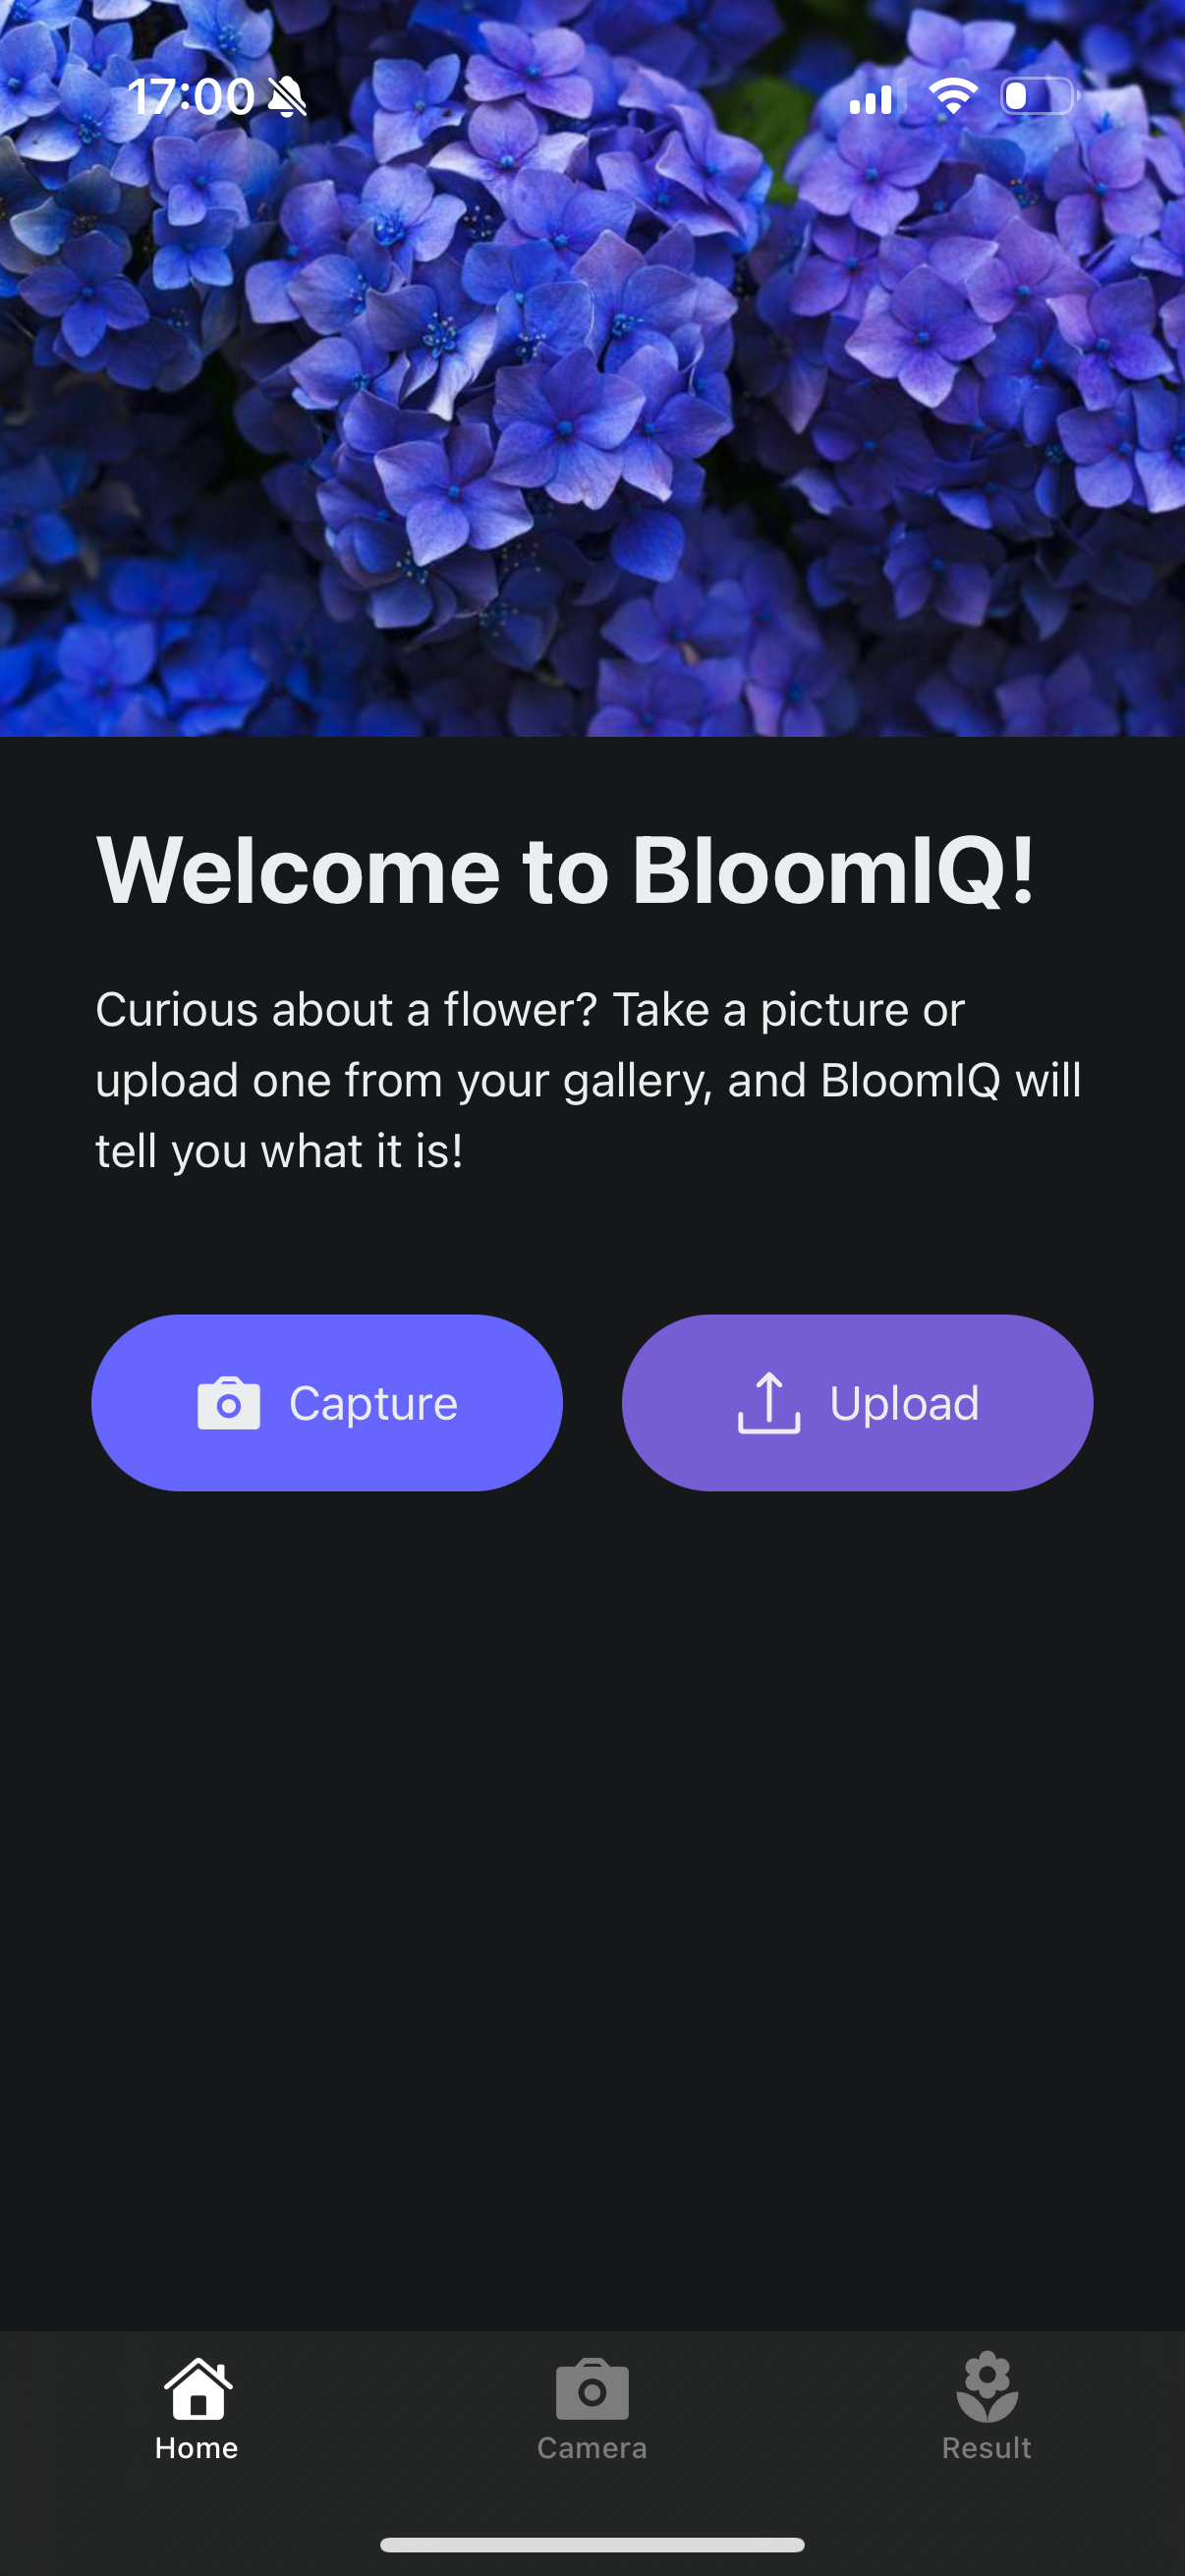 17:00
Welcome to BloomIQ!
Curious about a flower? Take a picture or
upload one from your gallery, and BloomIQ will
tell you what it is!
Capture
Upload
Home
Camera
Result